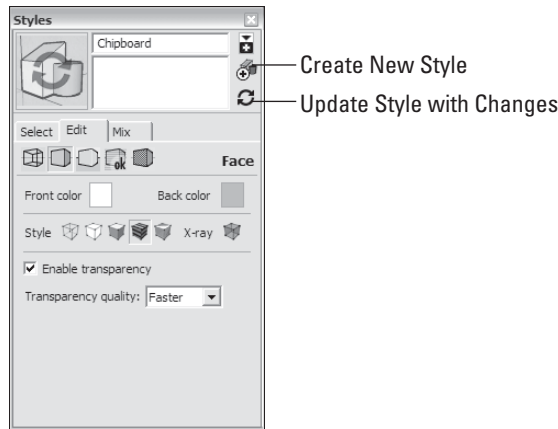 Styles
Chipboard
Create New Style
Update Style with Changes
Select Edit Mix
ok
Face
Front color Back color
Style X-ray
Enable transparency
Transparency quality: Faster